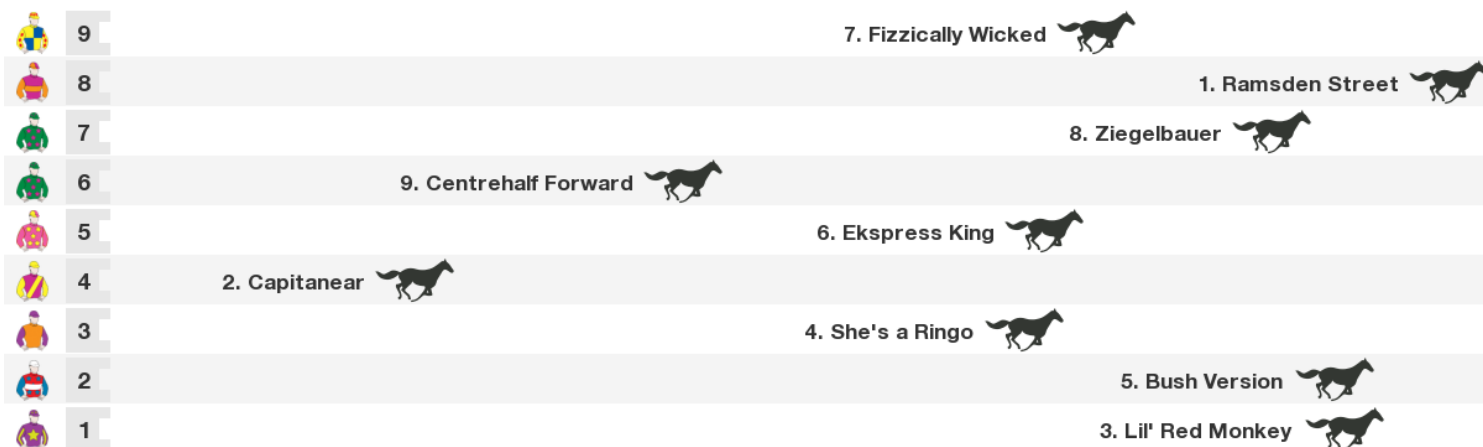 9 7. Fizzically Wicked
8 1. Ramsden Street
7 8. Ziegelbauer
6 9. Centrehalf Forward
5 6. Ekspress King
4 2. Capitanear
3 4. She's a Ringo
2 5. Bush Version
1 3. Lil' Red Monkey